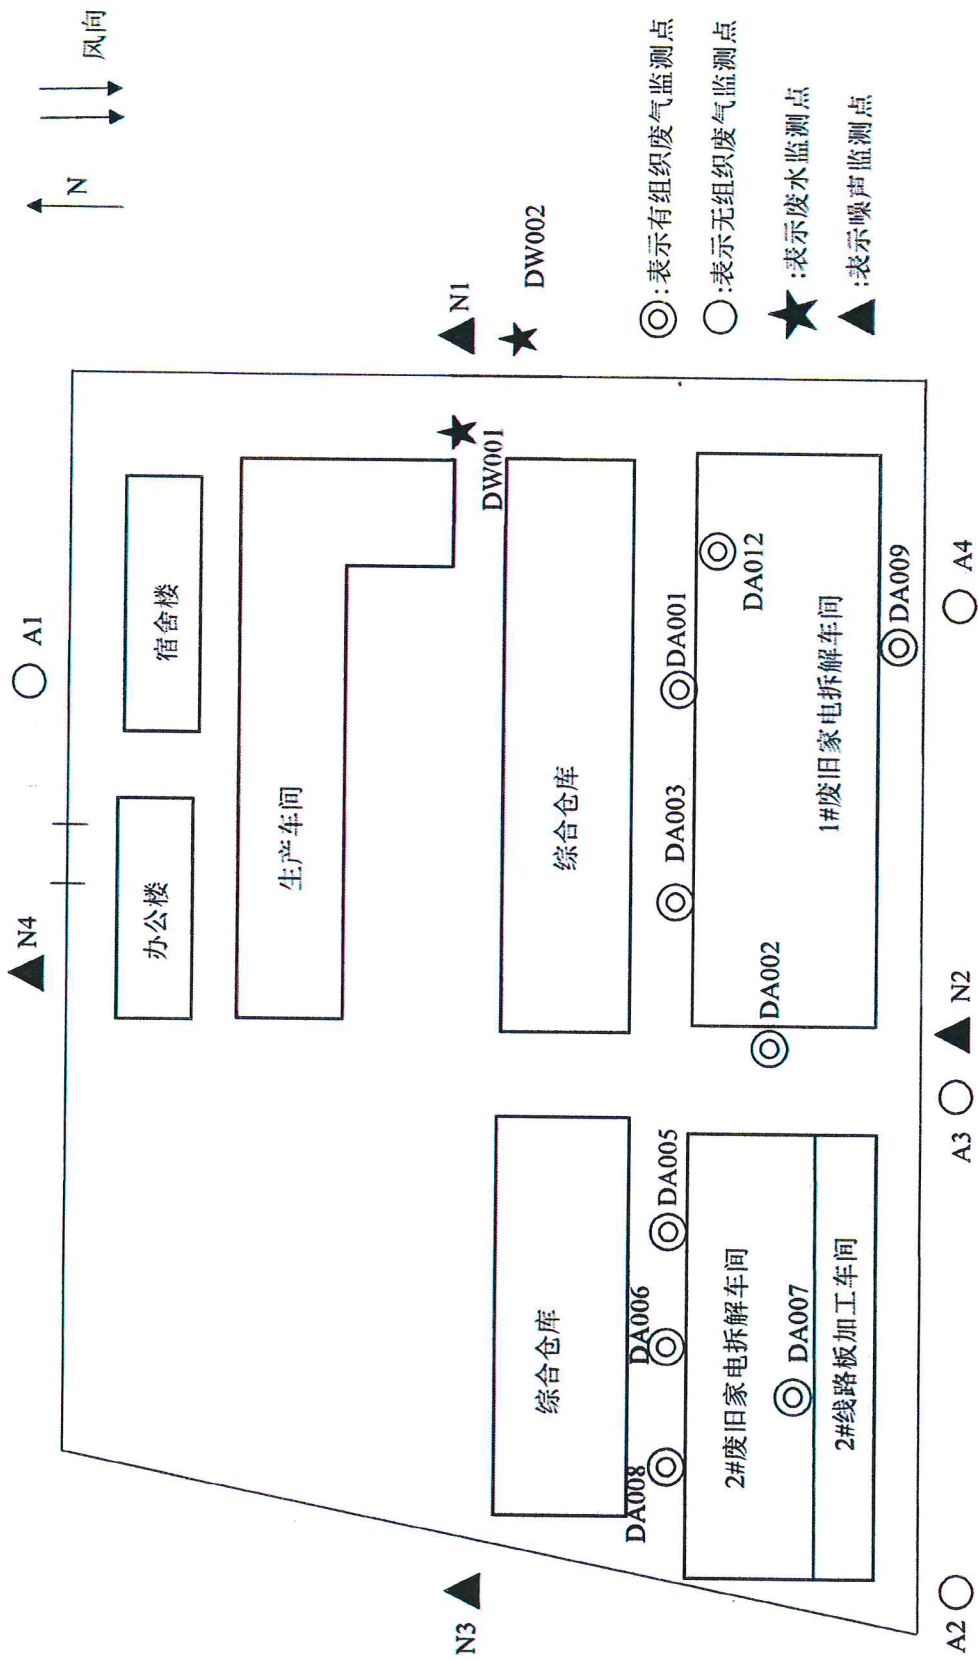 N4
A1
N
风向
办公楼
宿舍楼
生产车间
N3
N1
DW001
DW002
综合仓库
综合仓库
DA008
DA006
DA005
DA003
DA001
2#废旧家电拆解车间
DA007
2#线路板加工车间
DA002
1#废旧家电拆解车间
DA012
DA009
A2
A3
N2
A4
:表示有组织废气监测点
:表示无组织废气监测点
:表示废水监测点
:表示噪声监测点